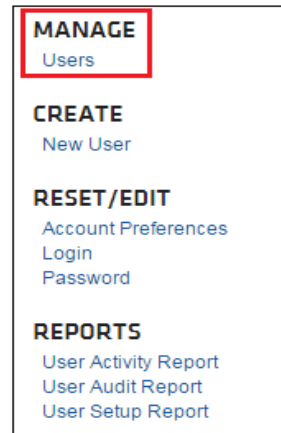 MANAGE
Users
CREATE
New User
RESET/EDIT
Account Preferences
Login
Password
REPORTS
User Activity Report
User Audit Report
User Setup Report